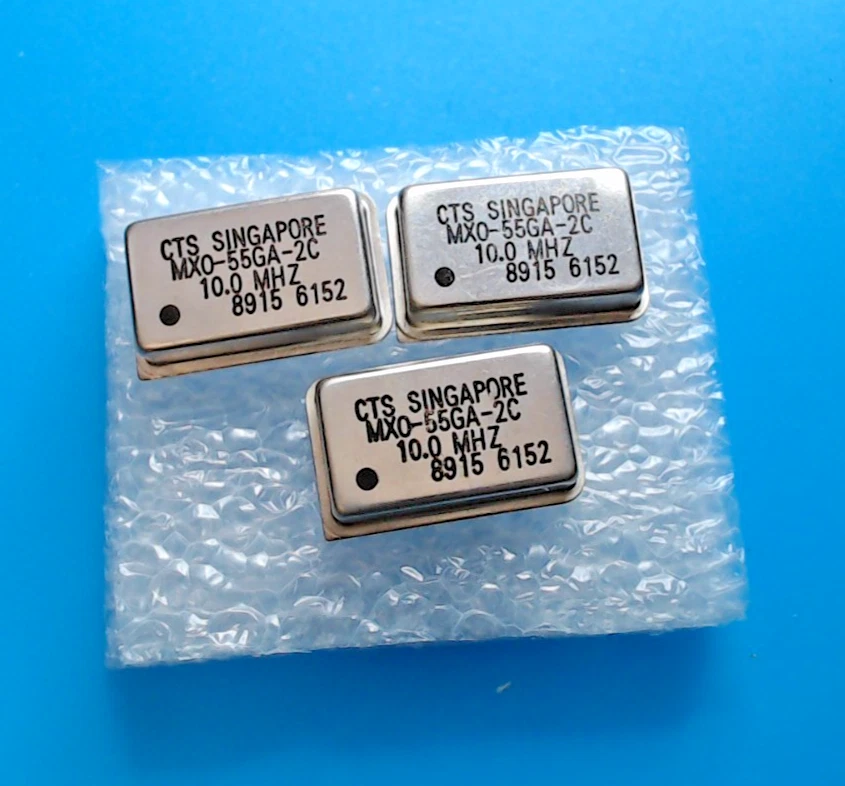 CTS SINGAPORE
MXO-55GA-2C
10.0 MHZ
8915 6152
CTS SINGAPORE
MXO-55GA-2C
10.0 MHZ
8915 6152
CTS SINGAPORE
MXO-55GA-2C
10.0 MHZ
8915 6152